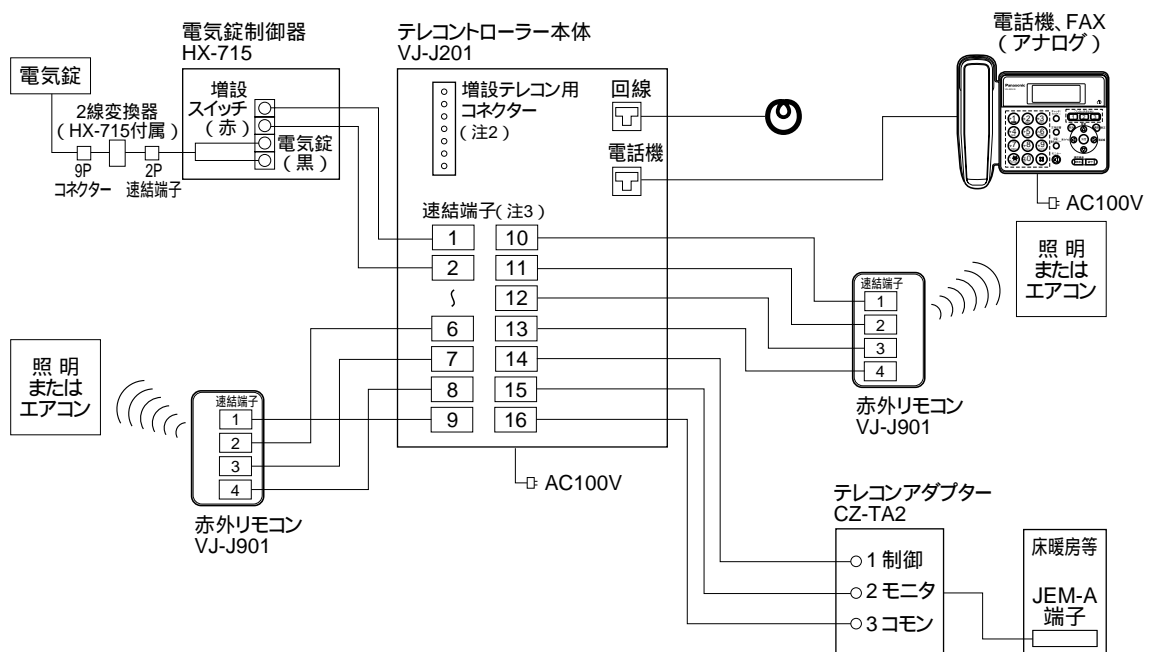 電気錠
2線変換器
（HX-715付属）
9P
コネクター
2P
速結端子
電気錠制御器
HX-715
増設
スイッチ
（赤）
電気錠
（黒）
テレコントローラー本体
VJ-J201
増設テレコン用
コネクター
（注2）
回線
電話機
電話機、FAX
（アナログ）
Panasonic
AC100V
速結端子（注3）
1
2
～
6
7
8
9
10
11
12
13
14
15
16
AC100V
照 明
または
エアコン
速結端子
1
2
3
4
赤外リモコン
VJ-J901
照 明
または
エアコン
速結端子
1
2
3
4
赤外リモコン
VJ-J901
テレコンアダプター
CZ-TA2
1 制御
2 モニタ
3 コモン
床暖房等
JEM-A
端子